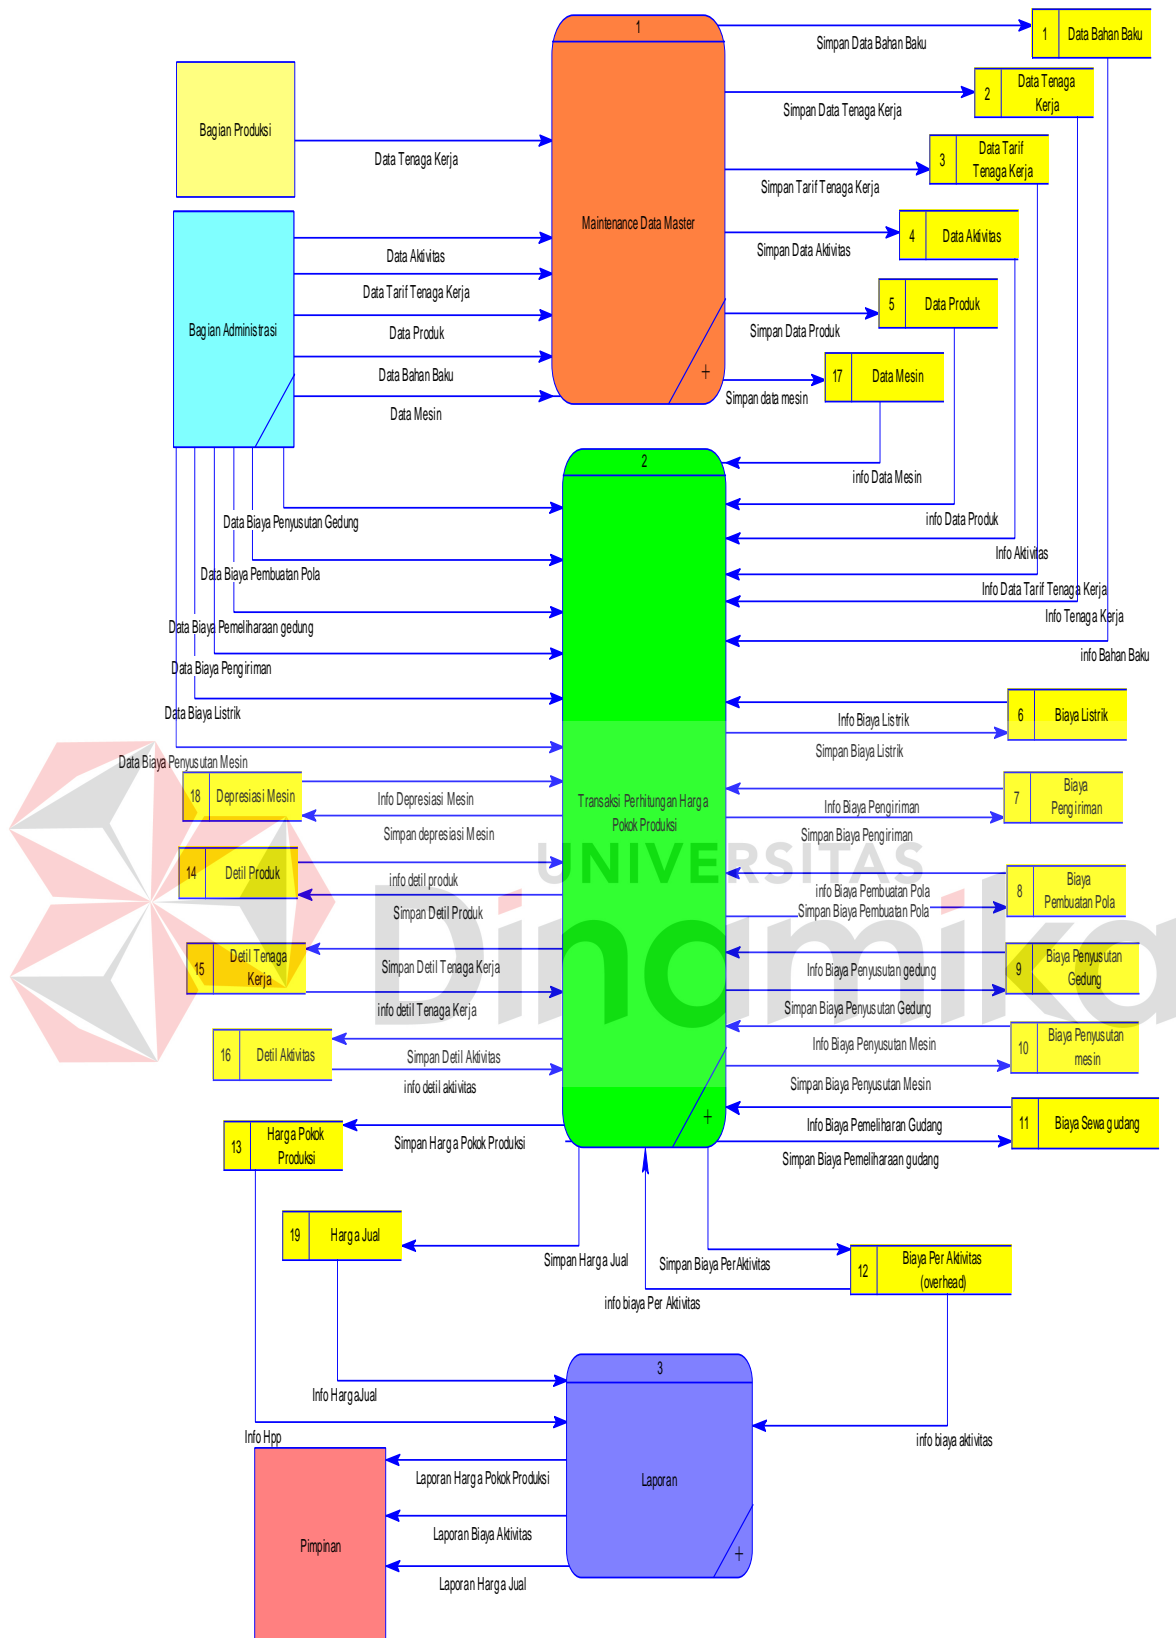 1
Simpan Data Bahan Baku
1
Data Bahan Baku
Bagian Produksi
Data Tenaga Kerja
Simpan Data Tenaga Kerja
2
Data Tenaga
Kerja
Simpan Tarif Tenaga Kerja
3
Data Tarif
Tenaga Kerja
Maintenance Data Master
Simpan Data Aktivitas
4
Data Aktivitas
Simpan Data Produk
5
Data Produk
Simpan data mesin
17
Data Mesin
+
Bagian Administrasi
Data Aktivitas
Data Tarif Tenaga Kerja
Data Produk
Data Bahan Baku
Data Mesin
2
info Data Mesin
info Data Produk
Info Aktivitas
Info Data Tarif Tenaga Kerja
Info Tenaga Kerja
info Bahan Baku
Data Biaya Penyusutan Gedung
Data Biaya Pembuatan Pola
Data Biaya Pemeliharaan gedung
Data Biaya Pengiriman
Data Biaya Listrik
Data Biaya Penyusutan Mesin
Info Biaya Listrik
Simpan Biaya Listrik
6
Biaya Listrik
18
Depresiasi Mesin
Info Depresiasi Mesin
Simpan depresiasi Mesin
Transaksi Perhitungan Harga
Pokok Produksi
Info Biaya Pengiriman
Simpan Biaya Pengiriman
7
Biaya
Pengiriman
14
Detil Produk
info detil produk
Simpan Detil Produk
UNIVERSITAS
Dinamika
info Biaya Pembuatan Pola
Simpan Biaya Pembuatan Pola
8
Biaya
Pembuatan Pola
15
Detil Tenaga
Kerja
Simpan Detil Tenaga Kerja
info detil Tenaga Kerja
Info Biaya Penyusutan gedung
Simpan Biaya Penyusutan Gedung
9
Biaya Penyusutan
Gedung
16
Detil Aktivitas
Simpan Detil Aktivitas
info detil aktivitas
Info Biaya Penyusutan Mesin
Simpan Biaya Penyusutan Mesin
10
Biaya Penyusutan
mesin
+
13
Harga Pokok
Produksi
Simpan Harga Pokok Produksi
Info Biaya Pemeliharan Gudang
Simpan Biaya Pemeliharaan gudang
11
Biaya Sewa gudang
19
Harga Jual
Simpan Harga Jual
Simpan Biaya PerAktivitas
info biaya Per Aktivitas
12
Biaya Per Aktivitas
(overhead)
3
Info HargaJual
Info Hpp
info biaya aktivitas
Laporan
+
Laporan Harga Pokok Produksi
Laporan Biaya Aktivitas
Laporan Harga Jual
Pimpinan